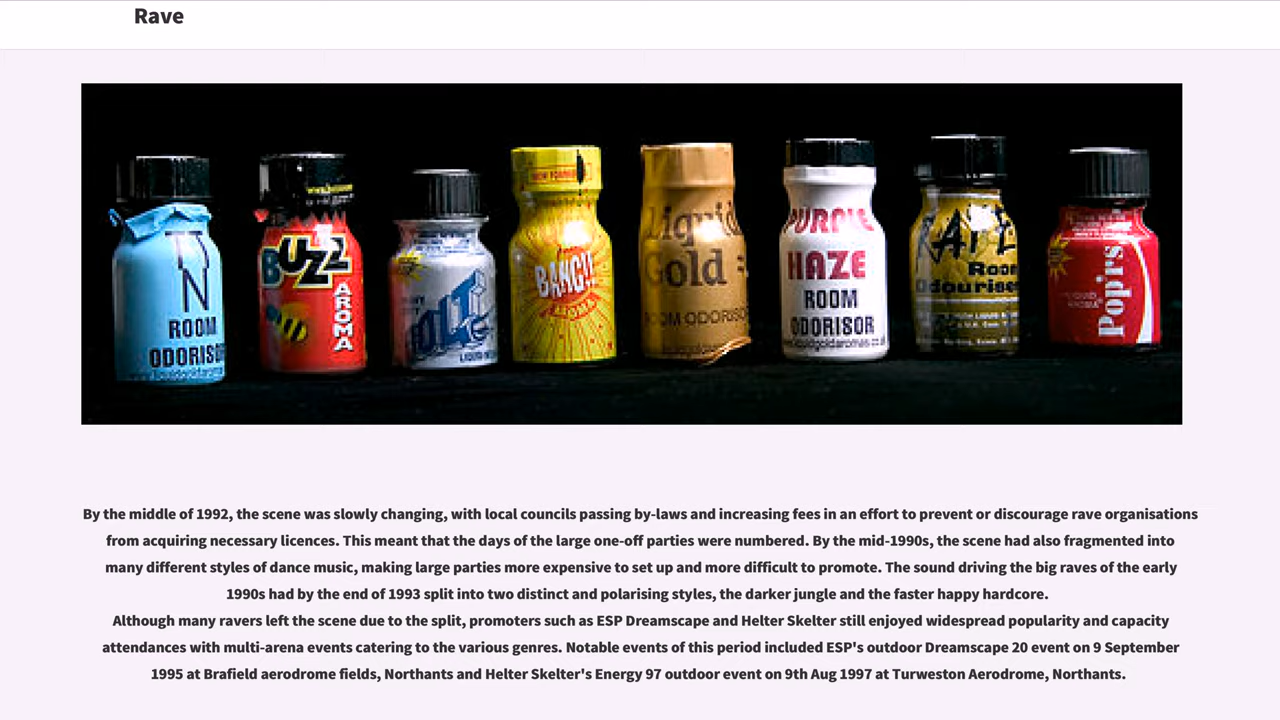 Rave
N
ROOM
ODORISOR
BUZZ
AROMA
BANG!!
AROMA
Liquid
Gold
ROOM ODORISOR
PURPLE
HAZE
ROOM
ODORISOR
Room
Odouriser
Pop'rs
"LIQUID
AROMA"
By the middle of 1992, the scene was slowly changing, with local councils passing by-laws and increasing fees in an effort to prevent or discourage rave organisations
from acquiring necessary licences. This meant that the days of the large one-off parties were numbered. By the mid-1990s, the scene had also fragmented into
many different styles of dance music, making large parties more expensive to set up and more difficult to promote. The sound driving the big raves of the early
1990s had by the end of 1993 split into two distinct and polarising styles, the darker jungle and the faster happy hardcore.
Although many ravers left the scene due to the split, promoters such as ESP Dreamscape and Helter Skelter still enjoyed widespread popularity and capacity
attendances with multi-arena events catering to the various genres. Notable events of this period included ESP's outdoor Dreamscape 20 event on 9 September
1995 at Brafield aerodrome fields, Northants and Helter Skelter's Energy 97 outdoor event on 9th Aug 1997 at Turweston Aerodrome, Northants.